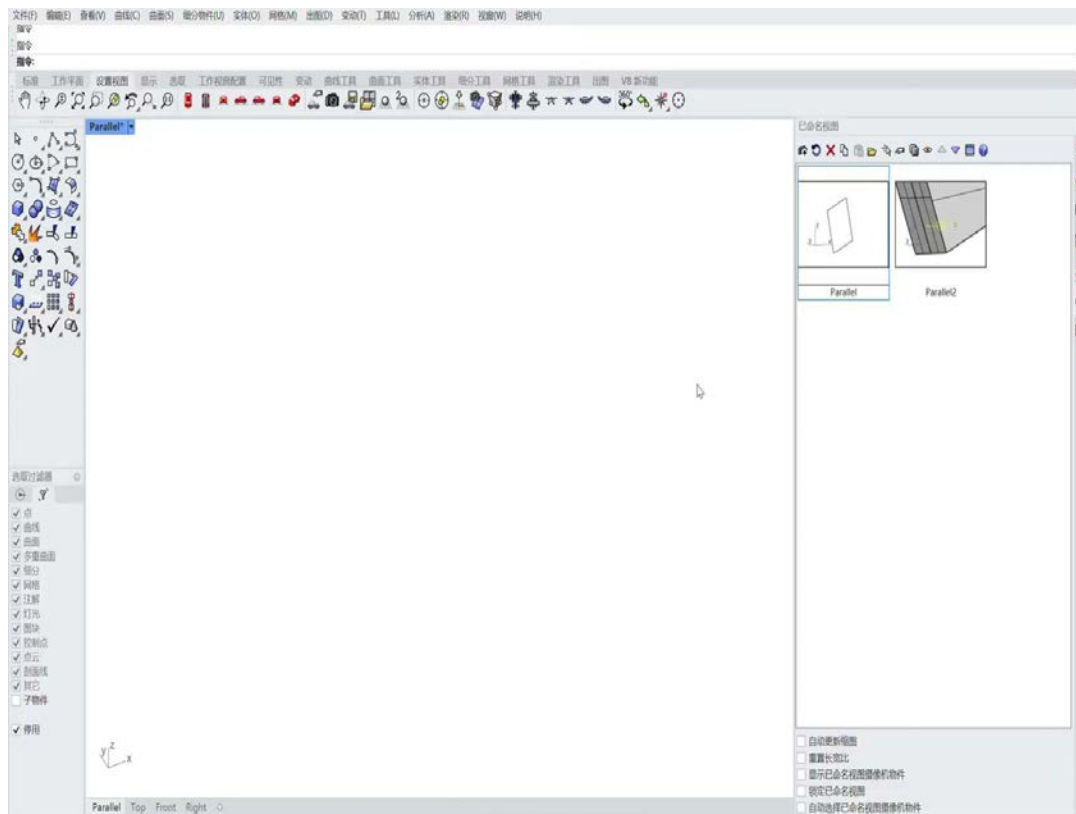 文件(F) 编辑(E) 查看(V) 曲线(C) 曲面(S) 细分物件(U) 实体(O) 网格(M) 出图(D) 变动(T) 工具(L) 分析(A) 渲染(R) 视窗(W) 说明(H)
指令
指令
指令:
标准 工作平面 设置视图 显示 选取 工作视窗配置 可见性 变动 曲线工具 曲面工具 实体工具 细分工具 网格工具 渲染工具 出图 V8 新功能
Parallel*
已命名视图
Parallel Parallel2
选取过滤器
点
曲线
曲面
多重曲面
细分
网格
注解
灯光
图块
控制点
点云
剖面线
其它
子物件
停用
z
y
x
自动更新缩图
重置长宽比
显示已命名视图摄像机物件
锁定已命名视图
自动选择已命名视图摄像机物件
Parallel Top Front Right